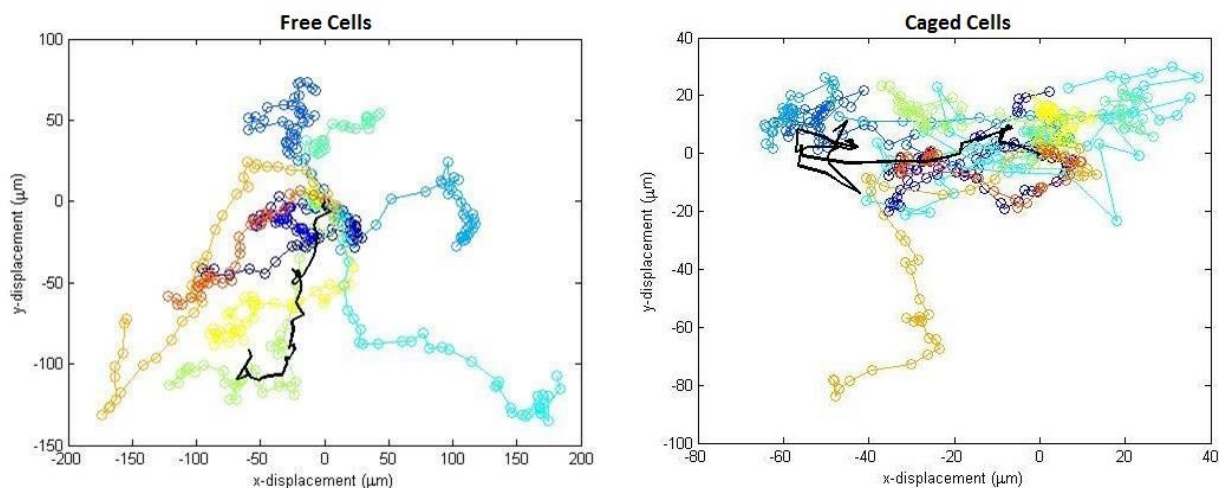 Free Cells
100
50
0
-50
-100
-150
y-displacement (μm)
-200 -150 -100 -50 0 50 100 150 200
x-displacement (μm)
Caged Cells
40
20
0
-20
-40
-60
-80
-100
y-displacement (μm)
-80 -60 -40 -20 0 20 40
x-displacement (μm)